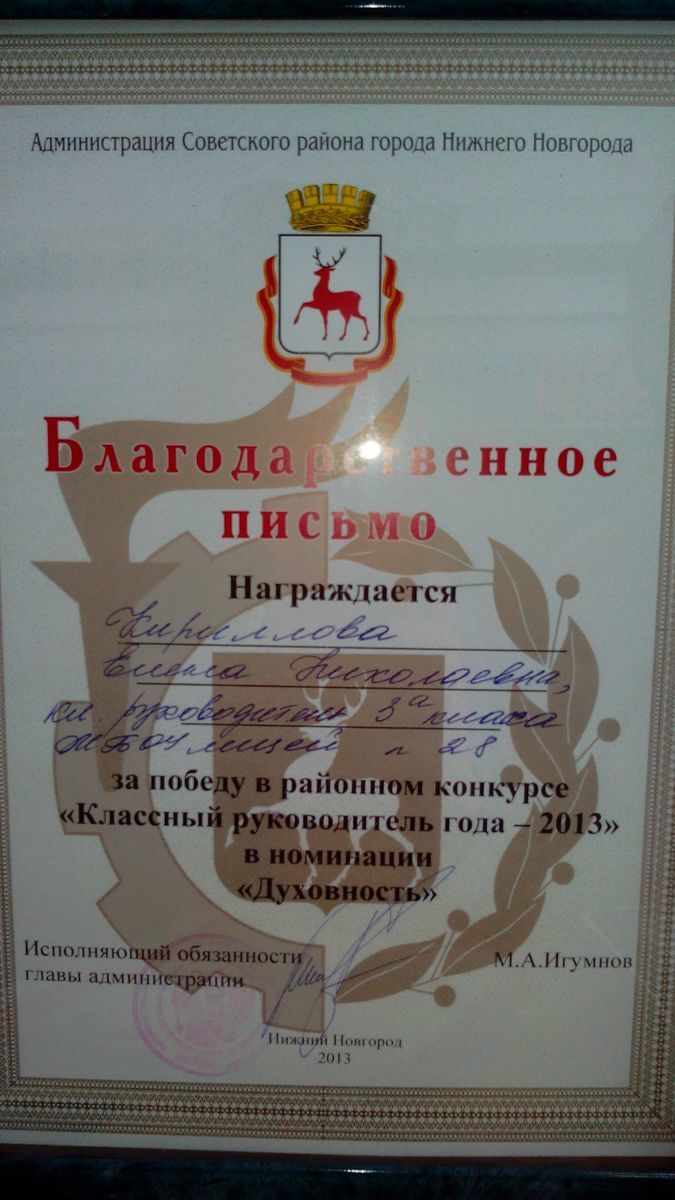 Администрация Советского района города Нижнего Новгорода
Благодарственное
письмо
Награждается
Кириллова
Елена Николаевна,
кл. руководитель 3а класса
МБОУ лицей № 28
за победу в районном конкурсе
«Классный руководитель года – 2013»
в номинации
«Духовность»
Исполняющий обязанности
главы администрации
М.А.Игумнов
Нижний Новгород
2013